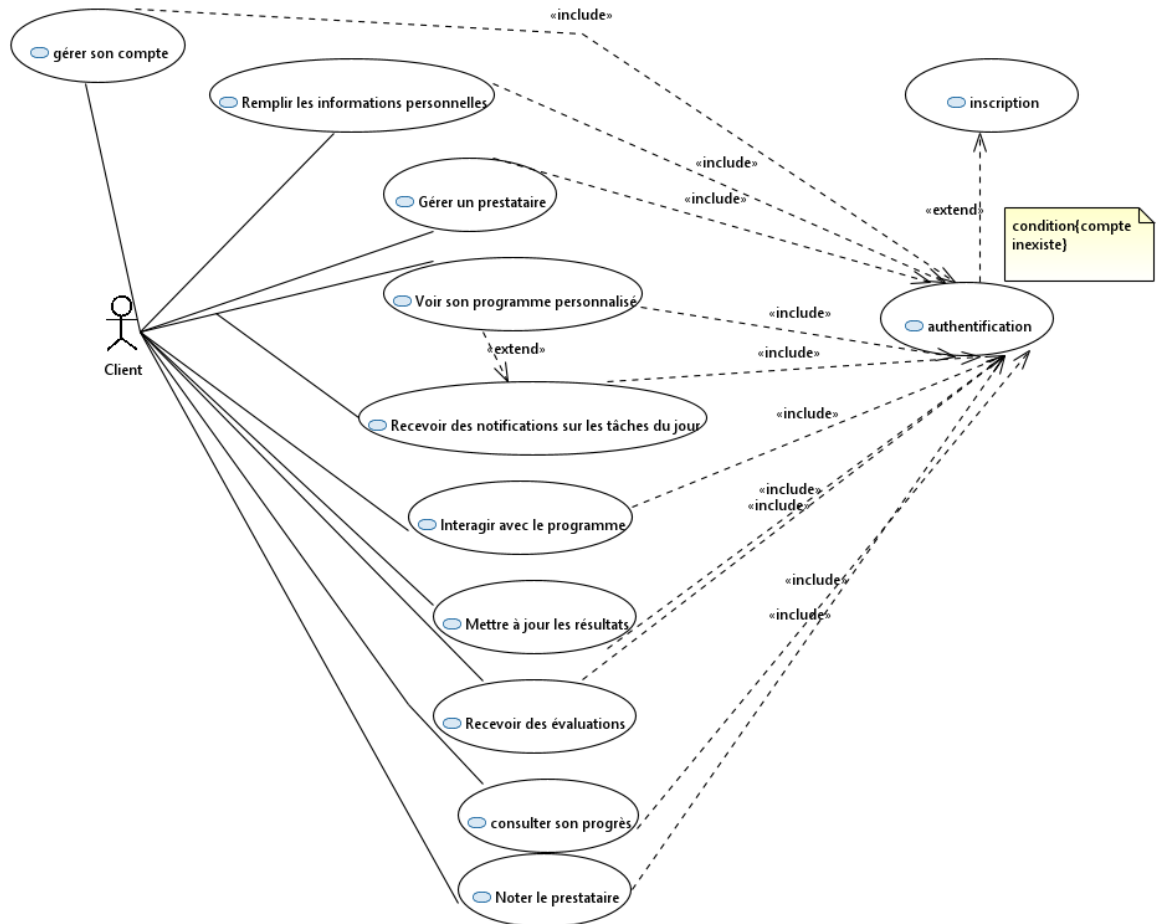 «include»
gérer son compte
Remplir les informations personnelles
inscription
«include»
«include»
Gérer un prestataire
«extend»
condition{compte
inexiste}
Voir son programme personnalisé
«include»
authentification
«extend»
«include»
Client
Recevoir des notifications sur les tâches du jour
«include»
«include»
«include»
Interagir avec le programme
«include»
«include»
Mettre à jour les résultats
Recevoir des évaluations
consulter son progrès
Noter le prestataire